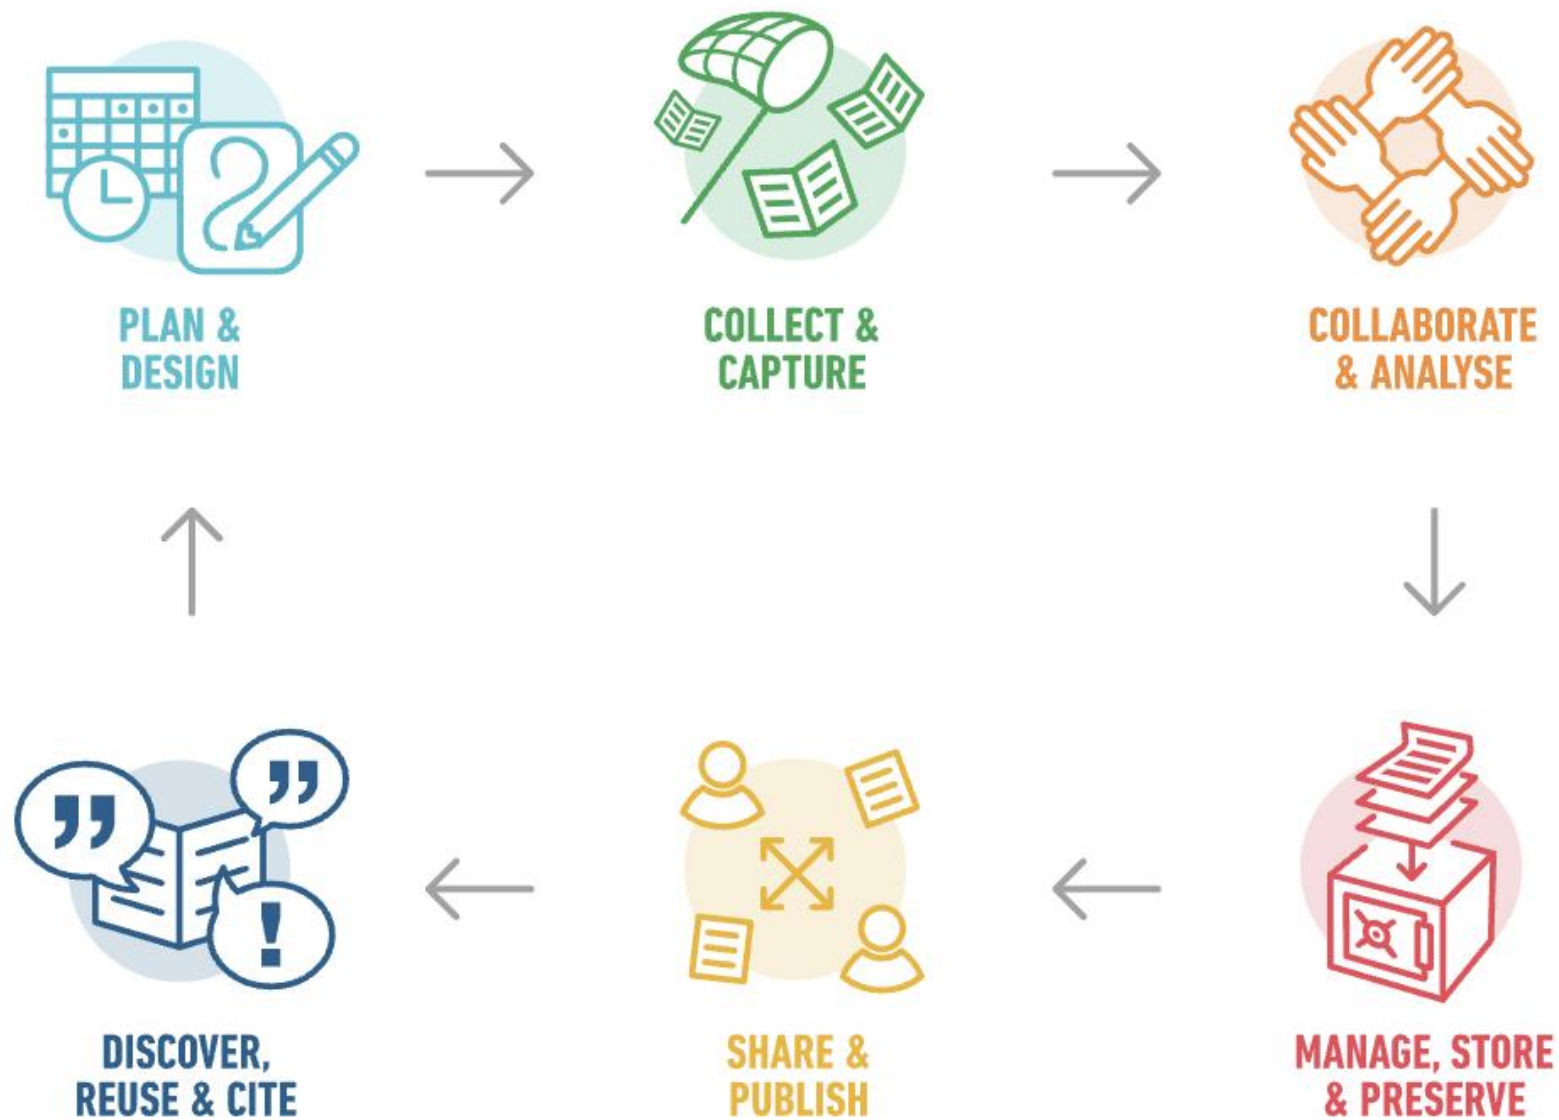 PLAN &
DESIGN
COLLECT &
CAPTURE
COLLABORATE
& ANALYSE
DISCOVER,
REUSE & CITE
SHARE &
PUBLISH
MANAGE, STORE
& PRESERVE